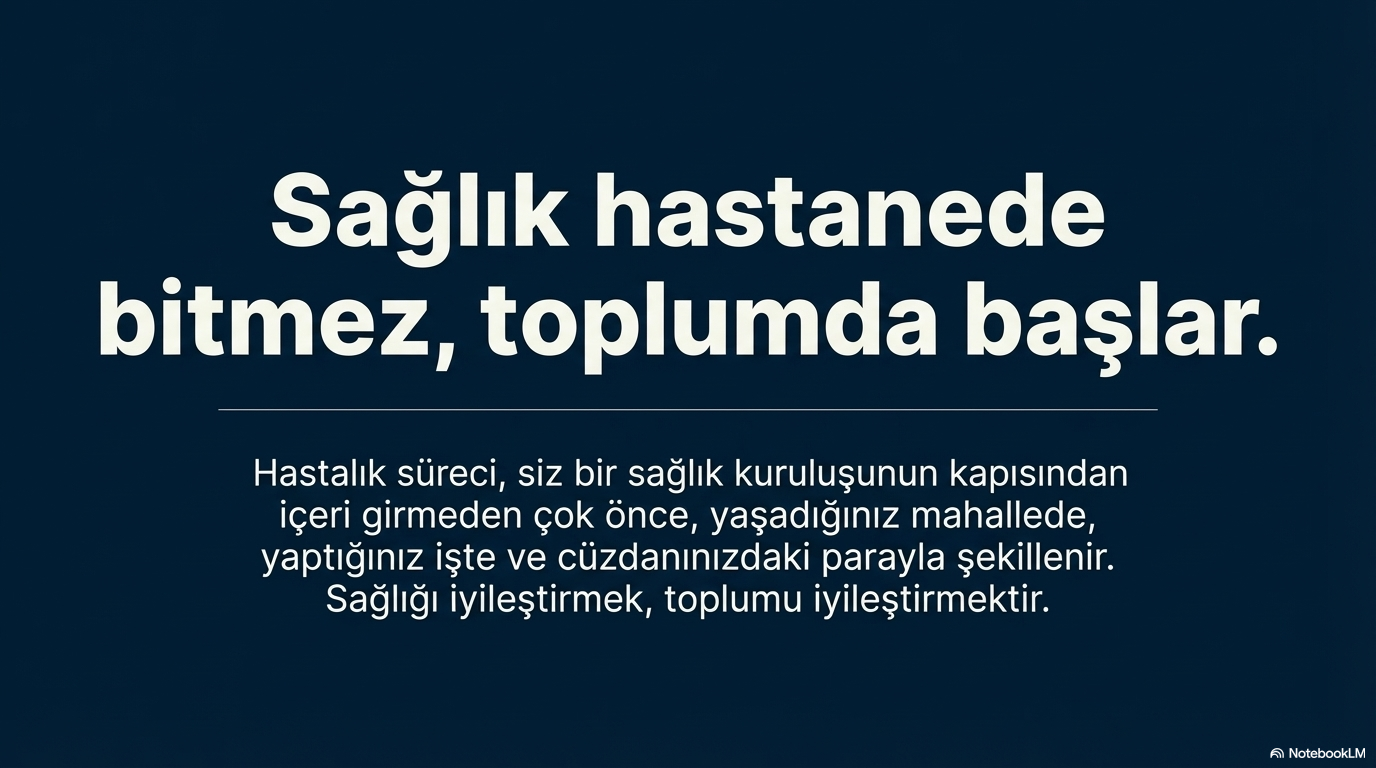 Sağlık hastanede
bitmez, toplumda başlar.
Hastalık süreci, siz bir sağlık kuruluşunun kapısından
içeri girmeden çok önce, yaşadığınız mahallede,
yaptığınız işte ve cüzdanınızdaki parayla şekillenir.
Sağlığı iyileştirmek, toplumu iyileştirmektir.
NotebookLM